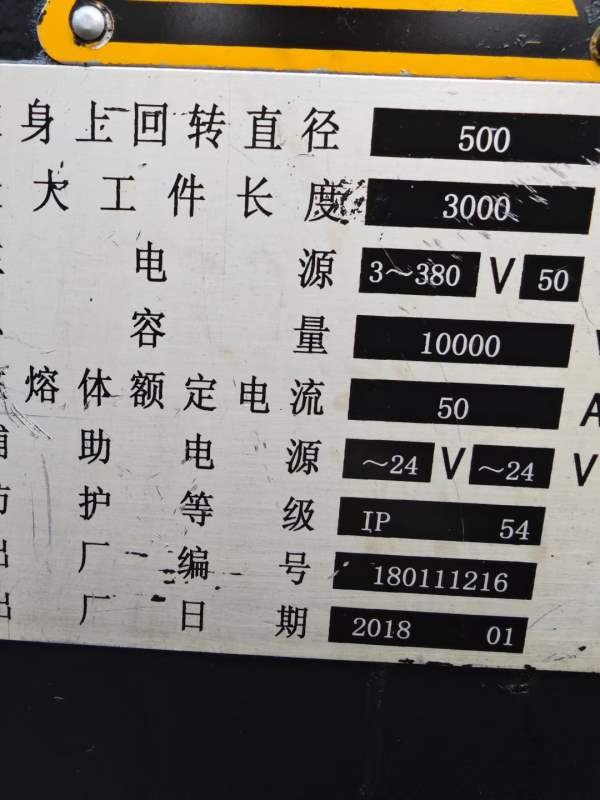 身上回转直径 500
大工件长度 3000
电源 3~380 V 50
容量 10000
熔体额定电流 50 A
助电源 ~24 V ~24 V
护等级 IP 54
出厂编号 180111216
出厂日期 2018 01